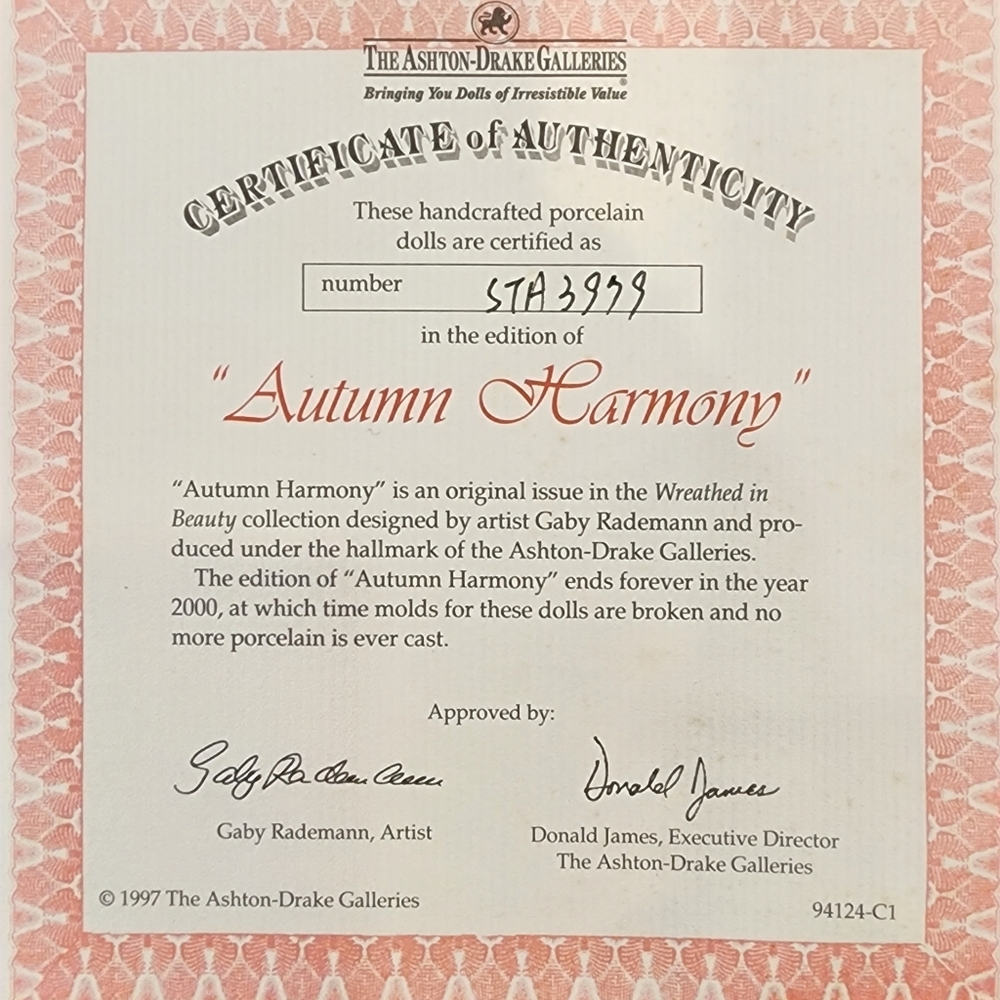 THE ASHTON-DRAKE GALLERIES
®
Bringing You Dolls of Irresistible Value
CERTIFICATE of AUTHENTICITY
These handcrafted porcelain
dolls are certified as
number STA3999
in the edition of
"Autumn Harmony"
"Autumn Harmony" is an original issue in the Wreathed in
Beauty collection designed by artist Gaby Rademann and pro-
duced under the hallmark of the Ashton-Drake Galleries.
The edition of "Autumn Harmony" ends forever in the year
2000, at which time molds for these dolls are broken and no
more porcelain is ever cast.
Approved by:
Gaby Rademann
Donald James
Gaby Rademann, Artist
Donald James, Executive Director
The Ashton-Drake Galleries
© 1997 The Ashton-Drake Galleries
94124-C1